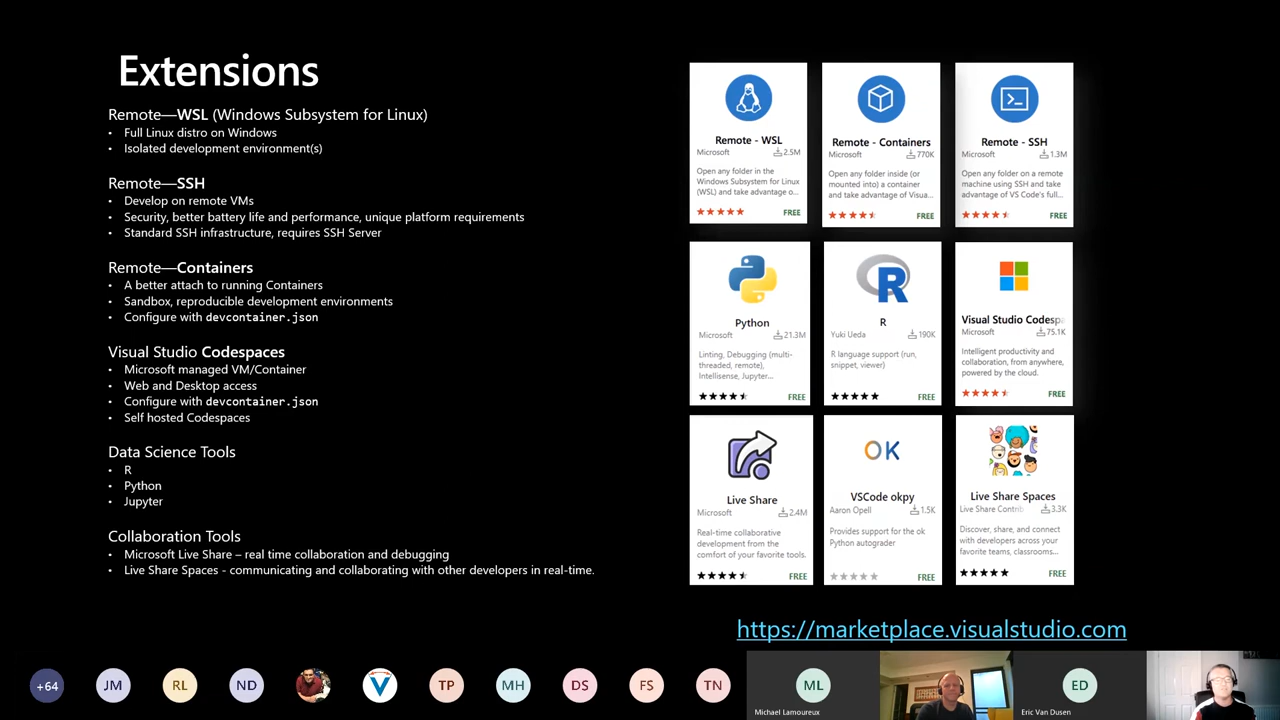 Extensions
Remote—WSL (Windows Subsystem for Linux)
• Full Linux distro on Windows
• Isolated development environment(s)
Remote—SSH
• Develop on remote VMs
• Security, better battery life and performance, unique platform requirements
• Standard SSH infrastructure, requires SSH Server
Remote—Containers
• A better attach to running Containers
• Sandbox, reproducible development environments
• Configure with devcontainer.json
Visual Studio Codespaces
• Microsoft managed VM/Container
• Web and Desktop access
• Configure with devcontainer.json
• Self hosted Codespaces
Data Science Tools
• R
• Python
• Jupyter
Collaboration Tools
• Microsoft Live Share – real time collaboration and debugging
• Live Share Spaces - communicating and collaborating with other developers in real-time.
Remote - WSL
Microsoft 2.5M
Open any folder in the
Windows Subsystem for Linux
(WSL) and take advantage o...
FREE
Remote - Containers
Microsoft 770K
Open any folder inside (or
mounted into) a container
and take advantage of Visua...
FREE
Remote - SSH
Microsoft 1.3M
Open any folder on a remote
machine using SSH and take
advantage of VS Code's full...
FREE
Python
Microsoft 21.3M
Linting, Debugging (multi-
threaded, remote),
Intellisense, Jupyter...
FREE
R
R
Yuki Ueda 190K
R language support (run,
snippet, viewer)
FREE
Visual Studio Codesp
Microsoft 75.1K
Intelligent productivity and
collaboration, from anywhere,
powered by the cloud.
FREE
Live Share
Microsoft 2.4M
Real-time collaborative
development from the
comfort of your favorite tools.
FREE
OK
VSCode okpy
Aaron Opell 1.5K
Provides support for the ok
Python autograder
FREE
Live Share Spaces
Live Share Contrib 3.3K
Discover, share, and connect
with developers across your
favorite teams, classrooms...
FREE
https://marketplace.visualstudio.com
+64 JM RL ND TP MH DS FS TN ML ED
Michael Lamoureux
Eric Van Dusen